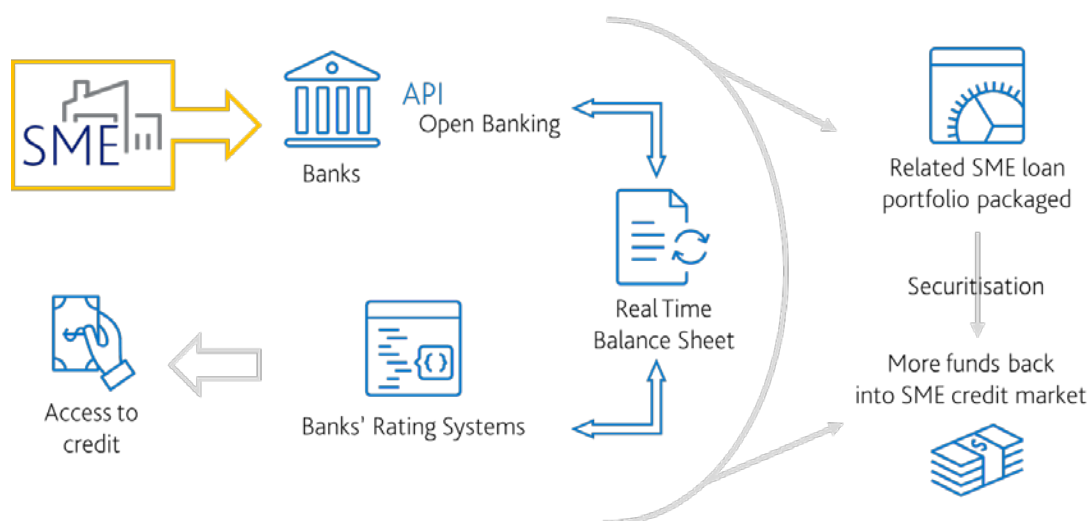 SME
API
Open Banking
Banks
Real Time
Balance Sheet
Banks' Rating Systems
Access to
credit
Related SME loan
portfolio packaged
Securitisation
More funds back
into SME credit market